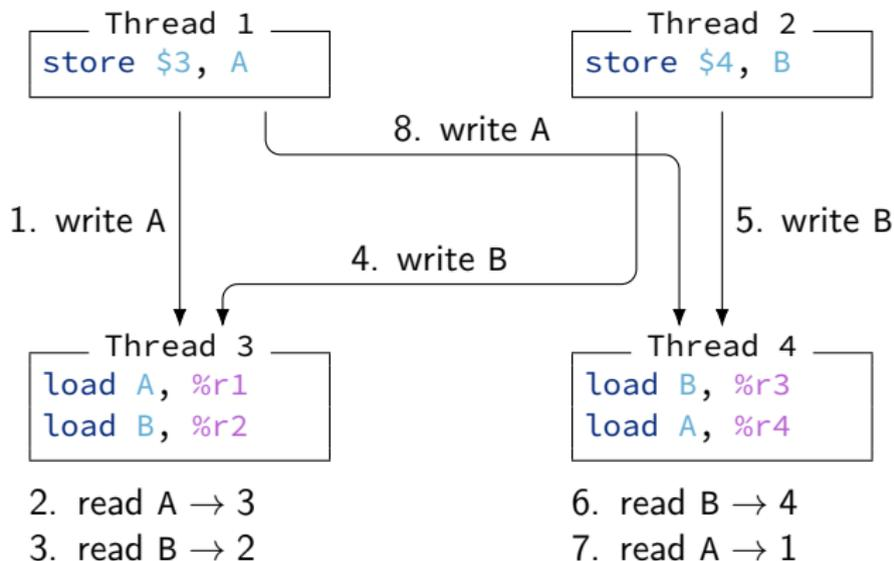 Thread 1
store $3, A
Thread 2
store $4, B
8. write A
1. write A
5. write B
4. write B
Thread 3
load A, %r1
load B, %r2
Thread 4
load B, %r3
load A, %r4
2. read A → 3
3. read B → 2
6. read B → 4
7. read A → 1